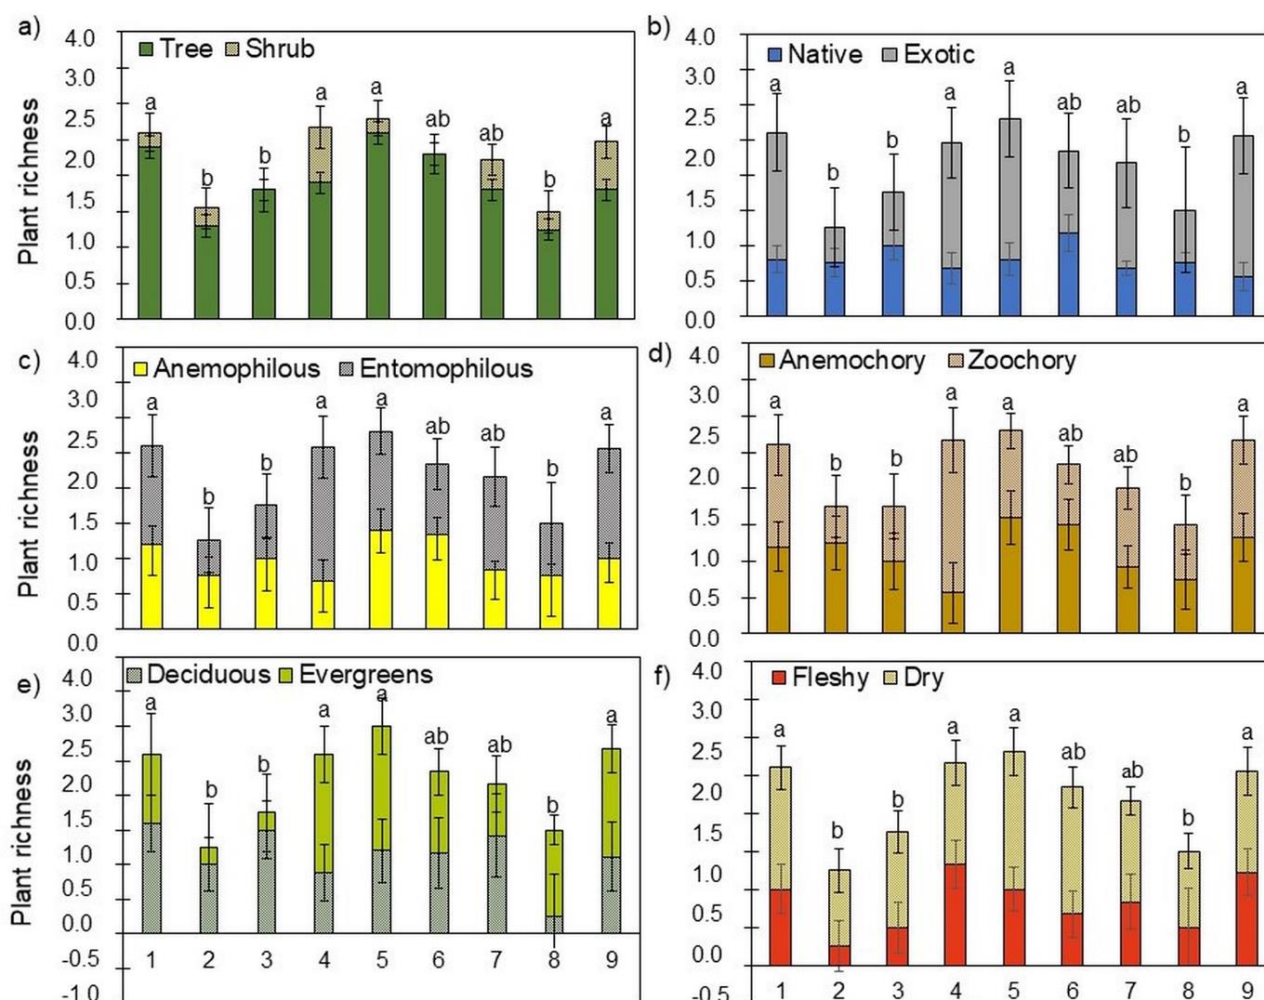 a)
Tree Shrub
Plant richness
4.0
3.0
2.5
2.0
1.5
1.0
0.5
0.0
a b b a a ab ab b a
b)
Native Exotic
4.0
3.0
2.5
2.0
1.5
1.0
0.5
0.0
a b b a a ab ab b a
c)
Anemophilous Entomophilous
Plant richness
4.0
3.0
2.5
2.0
1.5
1.0
0.5
0.0
a b b a a ab ab b a
d)
Anemochory Zoochory
4.0
3.0
2.5
2.0
1.5
1.0
0.5
0.0
a b b a a ab ab b a
e)
Deciduous Evergreens
Plant richness
4.0
3.0
2.5
2.0
1.5
1.0
0.5
0.0
-0.5
-1.0
a b b a a ab ab b a
1 2 3 4 5 6 7 8 9
f)
Fleshy Dry
4.0
3.0
2.5
2.0
1.5
1.0
0.5
0.0
-0.5
a b b a a ab ab b a
1 2 3 4 5 6 7 8 9